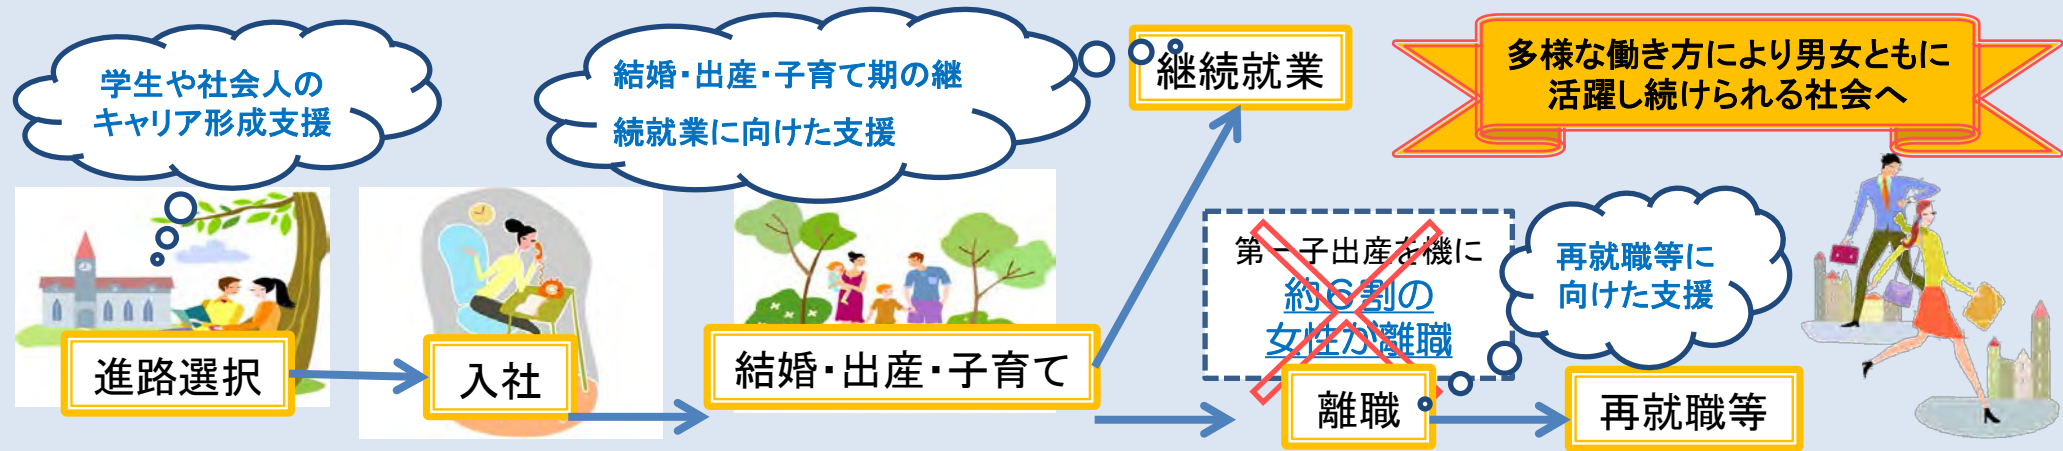 学生や社会人の
キャリア形成支援
結婚・出産・子育て期の継
続就業に向けた支援
継続就業
多様な働き方により男女ともに
活躍し続けられる社会へ
第一子出産を機に
約６割の
女性が離職
再就職等に
向けた支援
進路選択
入社
結婚・出産・子育て
離職
再就職等